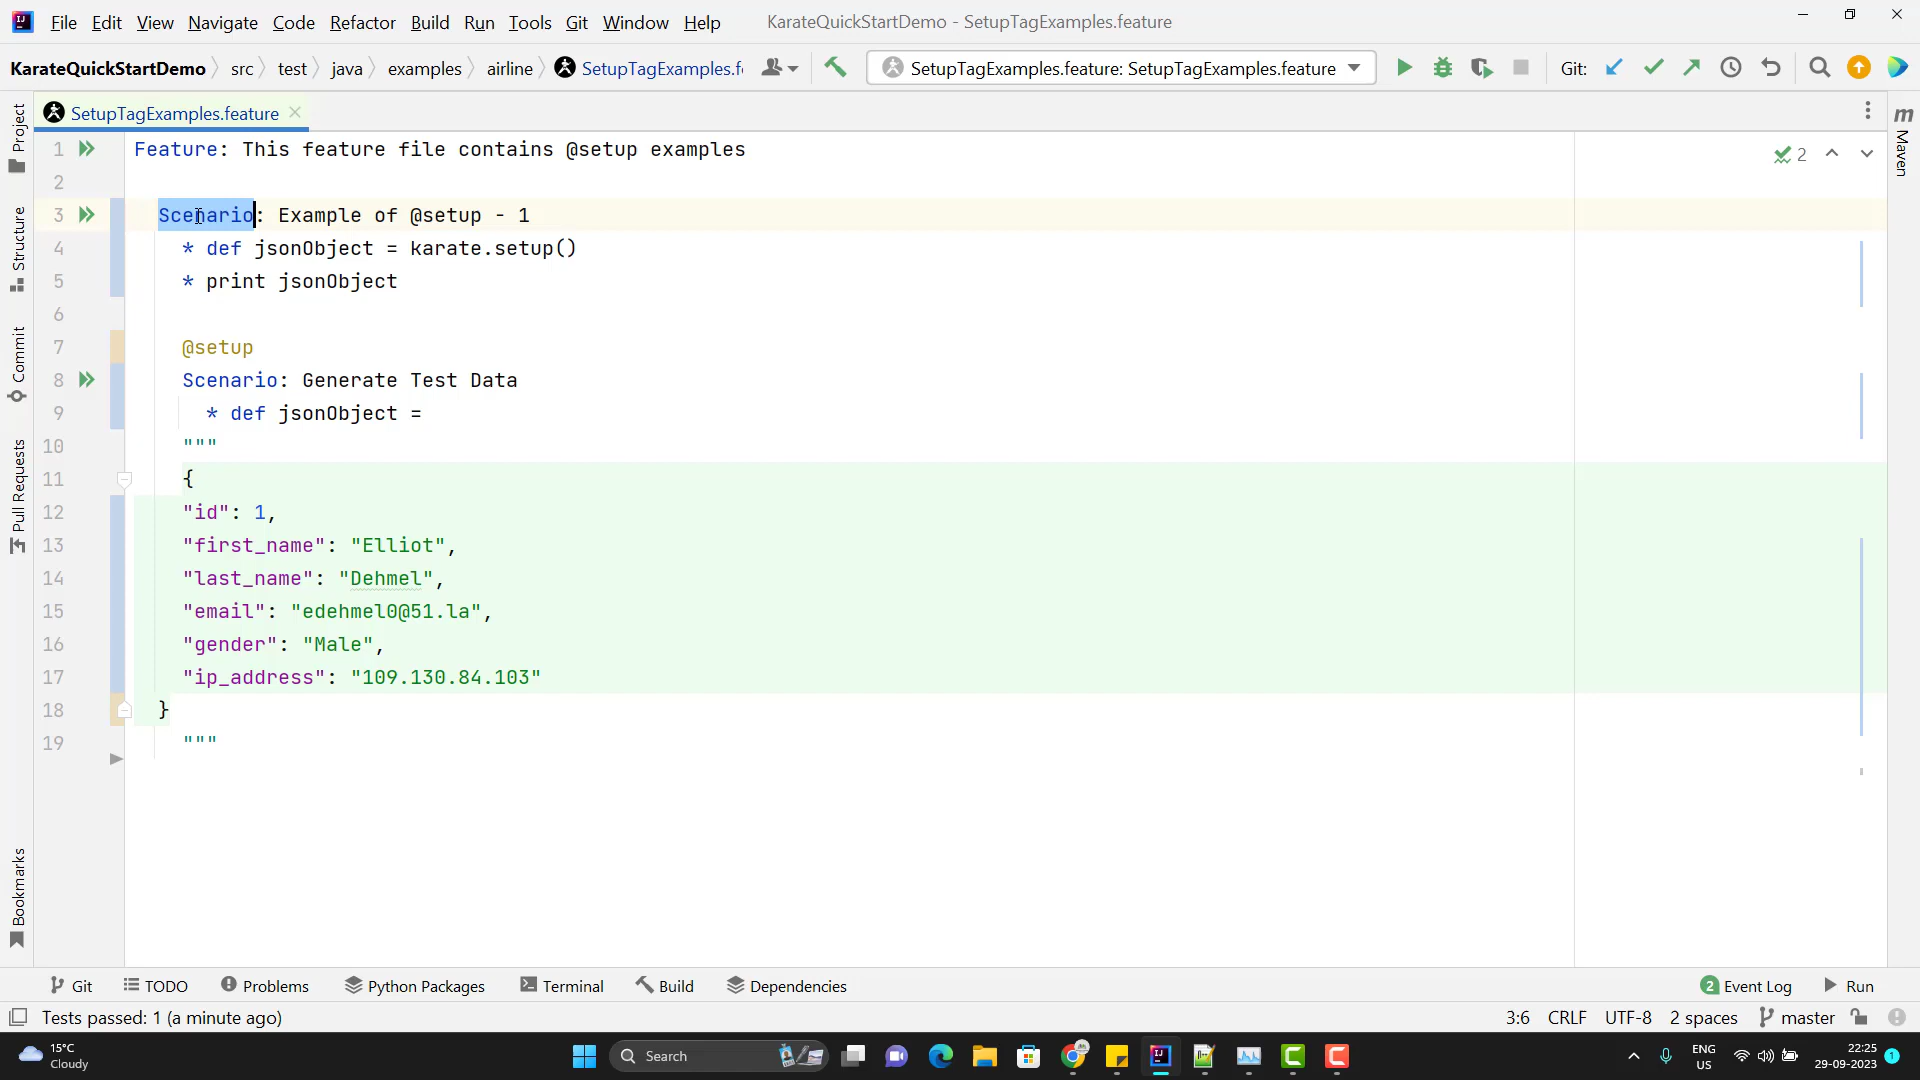 File Edit View Navigate Code Refactor Build Run Tools Git Window Help KarateQuickStartDemo - SetupTagExamples.feature
KarateQuickStartDemo src test java examples airline SetupTagExamples.f SetupTagExamples.feature: SetupTagExamples.feature Git:
SetupTagExamples.feature
Project
Structure
Commit
Pull Requests
Bookmarks
m
Maven
2
1 Feature: This feature file contains @setup examples
2
3 Scenario: Example of @setup - 1
4 * def jsonObject = karate.setup()
5 * print jsonObject
6
7 @setup
8 Scenario: Generate Test Data
9 * def jsonObject =
10 """
11 {
12 "id": 1,
13 "first_name": "Elliot",
14 "last_name": "Dehmel",
15 "email": "edehmel0@51.la",
16 "gender": "Male",
17 "ip_address": "109.130.84.103"
18 }
19 """
Git TODO Problems Python Packages Terminal Build Dependencies 2 Event Log Run
Tests passed: 1 (a minute ago) 3:6 CRLF UTF-8 2 spaces master
15°C
Cloudy
Search
ENG
US
22:25
29-09-2023
1